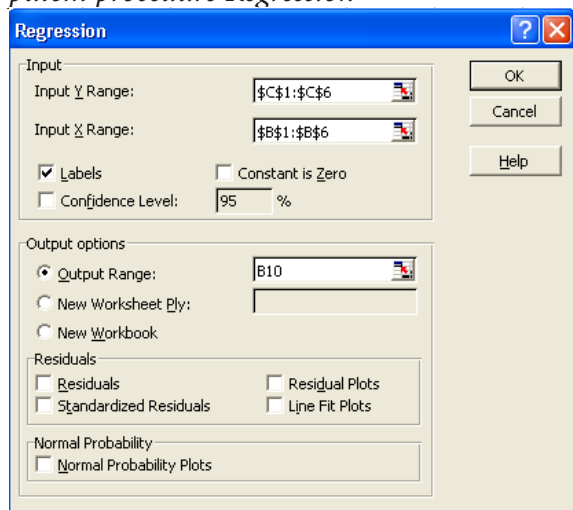 Regression
Input
Input Y Range: $C$1:$C$6
Input X Range: $B$1:$B$6
Labels Constant is Zero
Confidence Level: 95 %
OK
Cancel
Help
Output options
Output Range: B10
New Worksheet Ply:
New Workbook
Residuals
Residuals Residual Plots
Standardized Residuals Line Fit Plots
Normal Probability
Normal Probability Plots